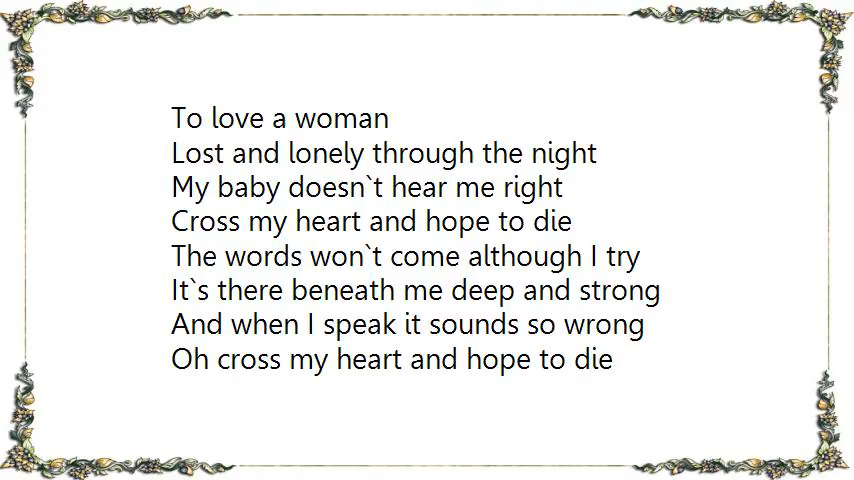 To love a woman
Lost and lonely through the night
My baby doesn`t hear me right
Cross my heart and hope to die
The words won`t come although I try
It`s there beneath me deep and strong
And when I speak it sounds so wrong
Oh cross my heart and hope to die